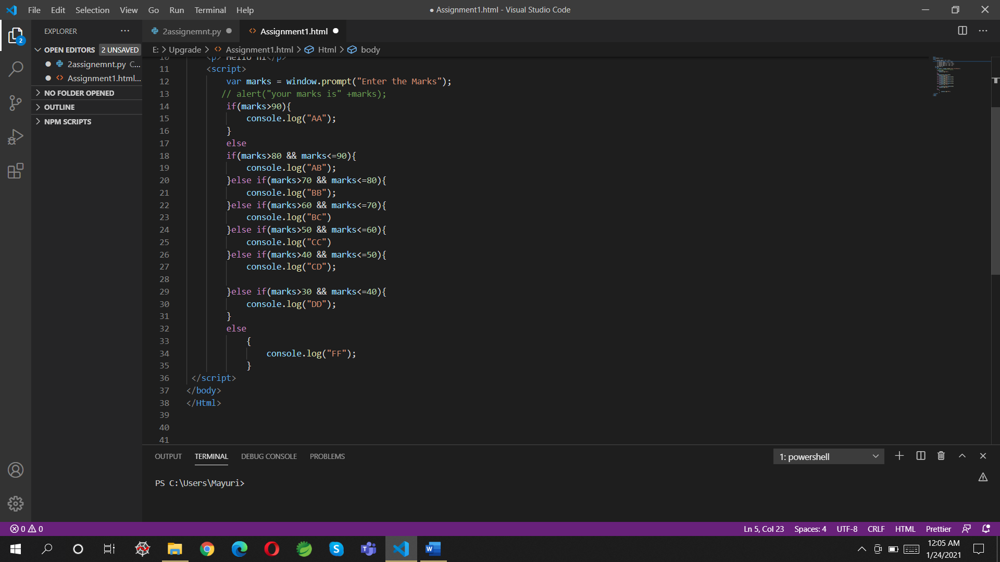 File Edit Selection View Go Run Terminal Help
● Assignment1.html - Visual Studio Code
EXPLORER
2assignemnt.py
Assignment1.html
OPEN EDITORS 2 UNSAVED
E: > Upgrade > Assignment1.html > Html > body
2
2assignemnt.py C...
Assignment1.html...
NO FOLDER OPENED
OUTLINE
NPM SCRIPTS
10 <p> Hello hi</p>
11 <script>
12 var marks = window.prompt("Enter the Marks");
13 // alert("your marks is" +marks);
14 if(marks>90){
15 console.log("AA");
16 }
17 else
18 if(marks>80 && marks<=90){
19 console.log("AB");
20 }else if(marks>70 && marks<=80){
21 console.log("BB");
22 }else if(marks>60 && marks<=70){
23 console.log("BC")
24 }else if(marks>50 && marks<=60){
25 console.log("CC")
26 }else if(marks>40 && marks<=50){
27 console.log("CD");
28
29 }else if(marks>30 && marks<=40){
30 console.log("DD");
31 }
32 else
33 {
34 console.log("FF");
35 }
36 </script>
37 </body>
38 </Html>
39
40
41
OUTPUT TERMINAL DEBUG CONSOLE PROBLEMS
1: powershell
PS C:\Users\Mayuri>
0 0
Ln 5, Col 23 Spaces: 4 UTF-8 CRLF HTML Prettier
12:05 AM
1/24/2021